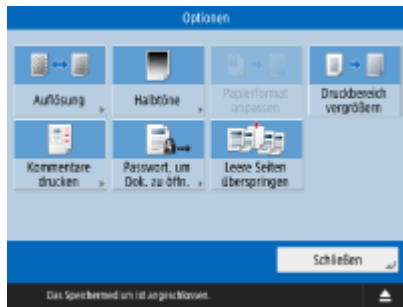 Optionen
Auflösung
Halbtöne
Papierformat
anpassen
Druckbereich
vergrößern
Kommentare
drucken
Passwort, um
Dok. zu öffn.
Leere Seiten
überspringen
Schließen
Das Speichermedium ist angeschlossen.